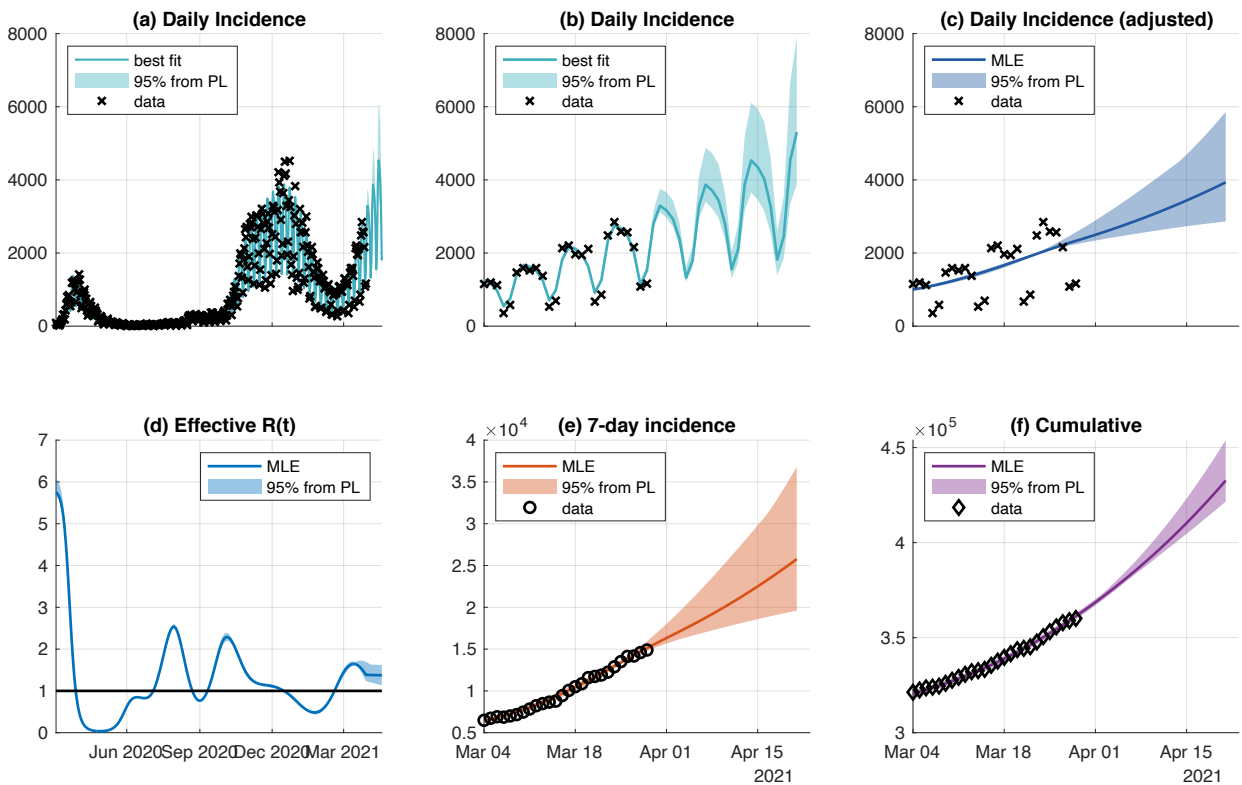 (a) Daily Incidence
8000
6000
4000
2000
0
best fit
95% from PL
data
(b) Daily Incidence
8000
6000
4000
2000
0
best fit
95% from PL
data
(c) Daily Incidence (adjusted)
8000
6000
4000
2000
0
MLE
95% from PL
data
(d) Effective R(t)
7
6
5
4
3
2
1
0
MLE
95% from PL
Jun 2020 Sep 2020 Dec 2020 Mar 2021
(e) 7-day incidence
× 10^4
4
3.5
3
2.5
2
1.5
1
0.5
MLE
95% from PL
data
Mar 04 Mar 18 Apr 01 Apr 15
2021
(f) Cumulative
× 10^5
4.5
4
3.5
3
MLE
95% from PL
data
Mar 04 Mar 18 Apr 01 Apr 15
2021